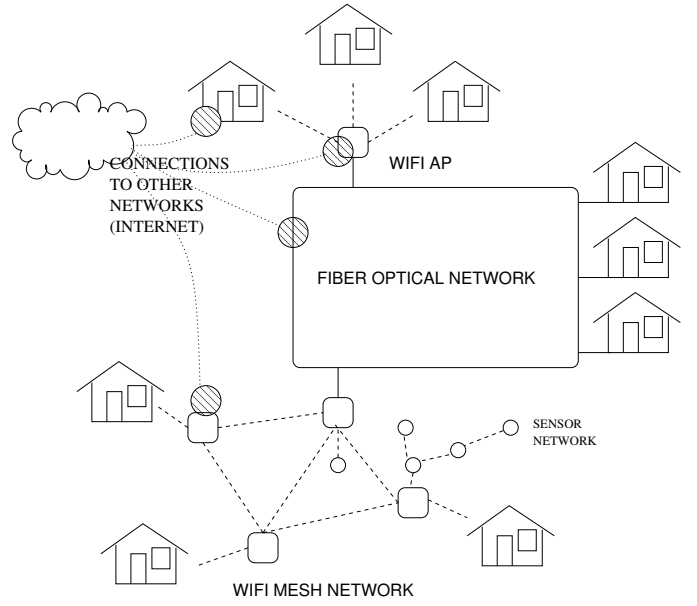 WIFI AP
CONNECTIONS
TO OTHER
NETWORKS
(INTERNET)
FIBER OPTICAL NETWORK
SENSOR
NETWORK
WIFI MESH NETWORK